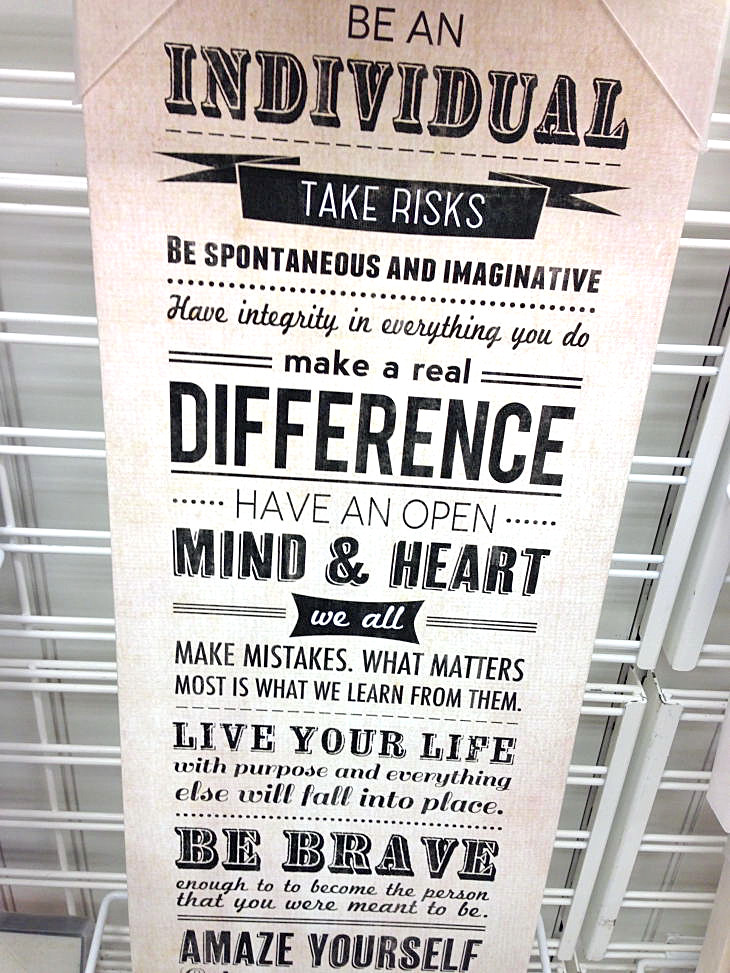 BE AN
INDIVIDUAL
TAKE RISKS
BE SPONTANEOUS AND IMAGINATIVE
Have integrity in everything you do
make a real
DIFFERENCE
HAVE AN OPEN
MIND & HEART
we all
MAKE MISTAKES. WHAT MATTERS
MOST IS WHAT WE LEARN FROM THEM.
LIVE YOUR LIFE
with purpose and everything
else will fall into place.
BE BRAVE
enough to to become the person
that you were meant to be.
AMAZE YOURSELF